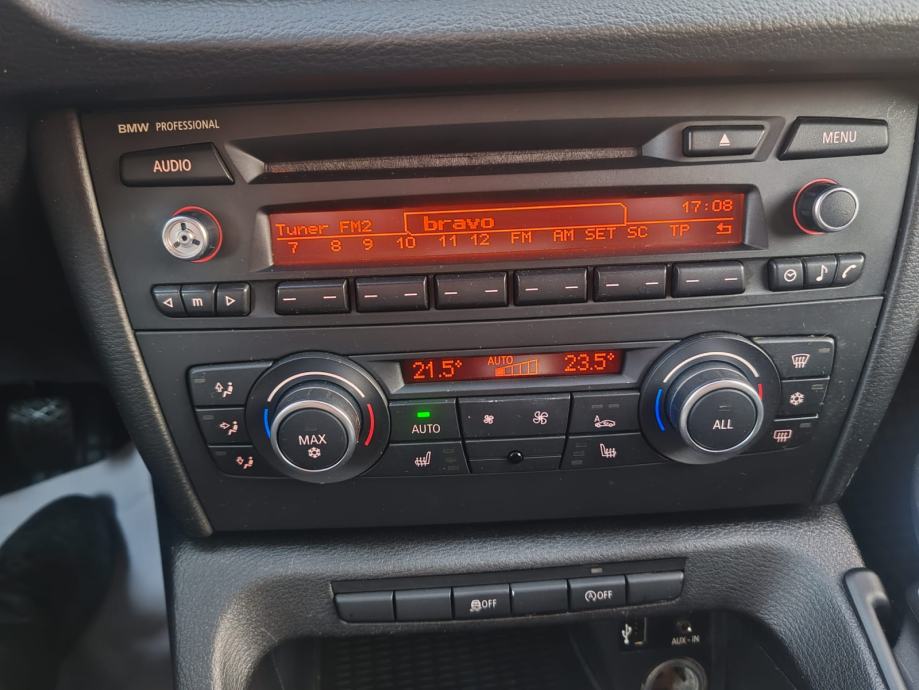 BMW PROFESSIONAL
AUDIO
MENU
Tuner FM2
bravo
17:08
7 8 9 10 11 12 FM AM SET SC TP
m
21.5°
AUTO
23.5°
MAX
AUTO
ALL
OFF
OFF
AUX-IN